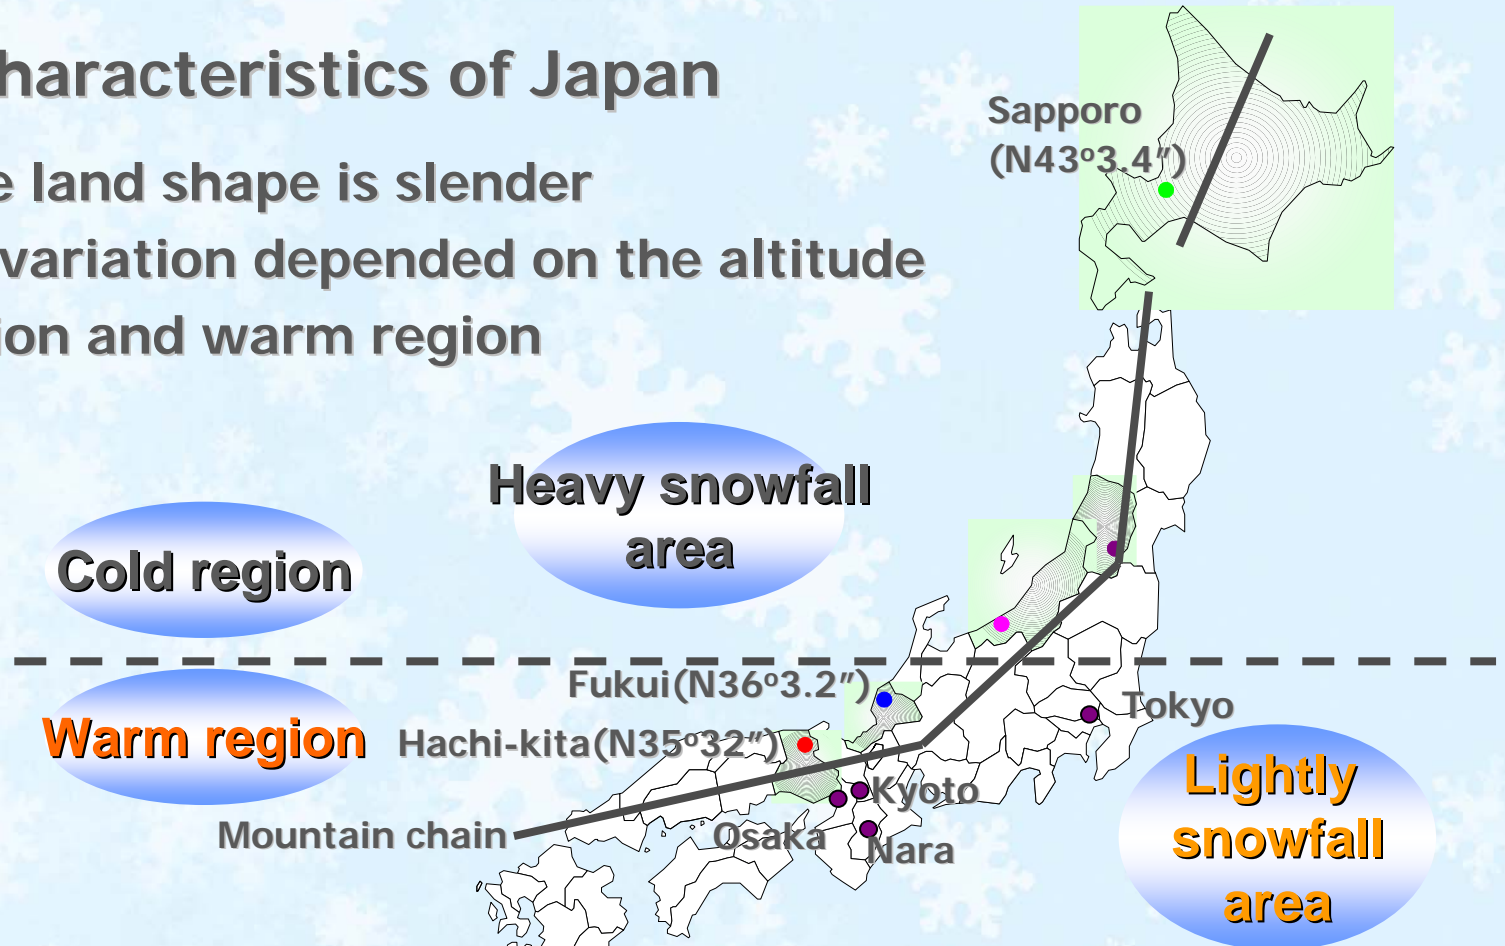 haracteristics of Japan
e land shape is slender
variation depended on the altitude
ion and warm region
Sapporo
(N43º3.4″)
Heavy snowfall
area
Cold region
Warm region
Fukui(N36º3.2″)
Hachi-kita(N35º32″)
Mountain chain
Osaka
Kyoto
Nara
Tokyo
Lightly
snowfall
area